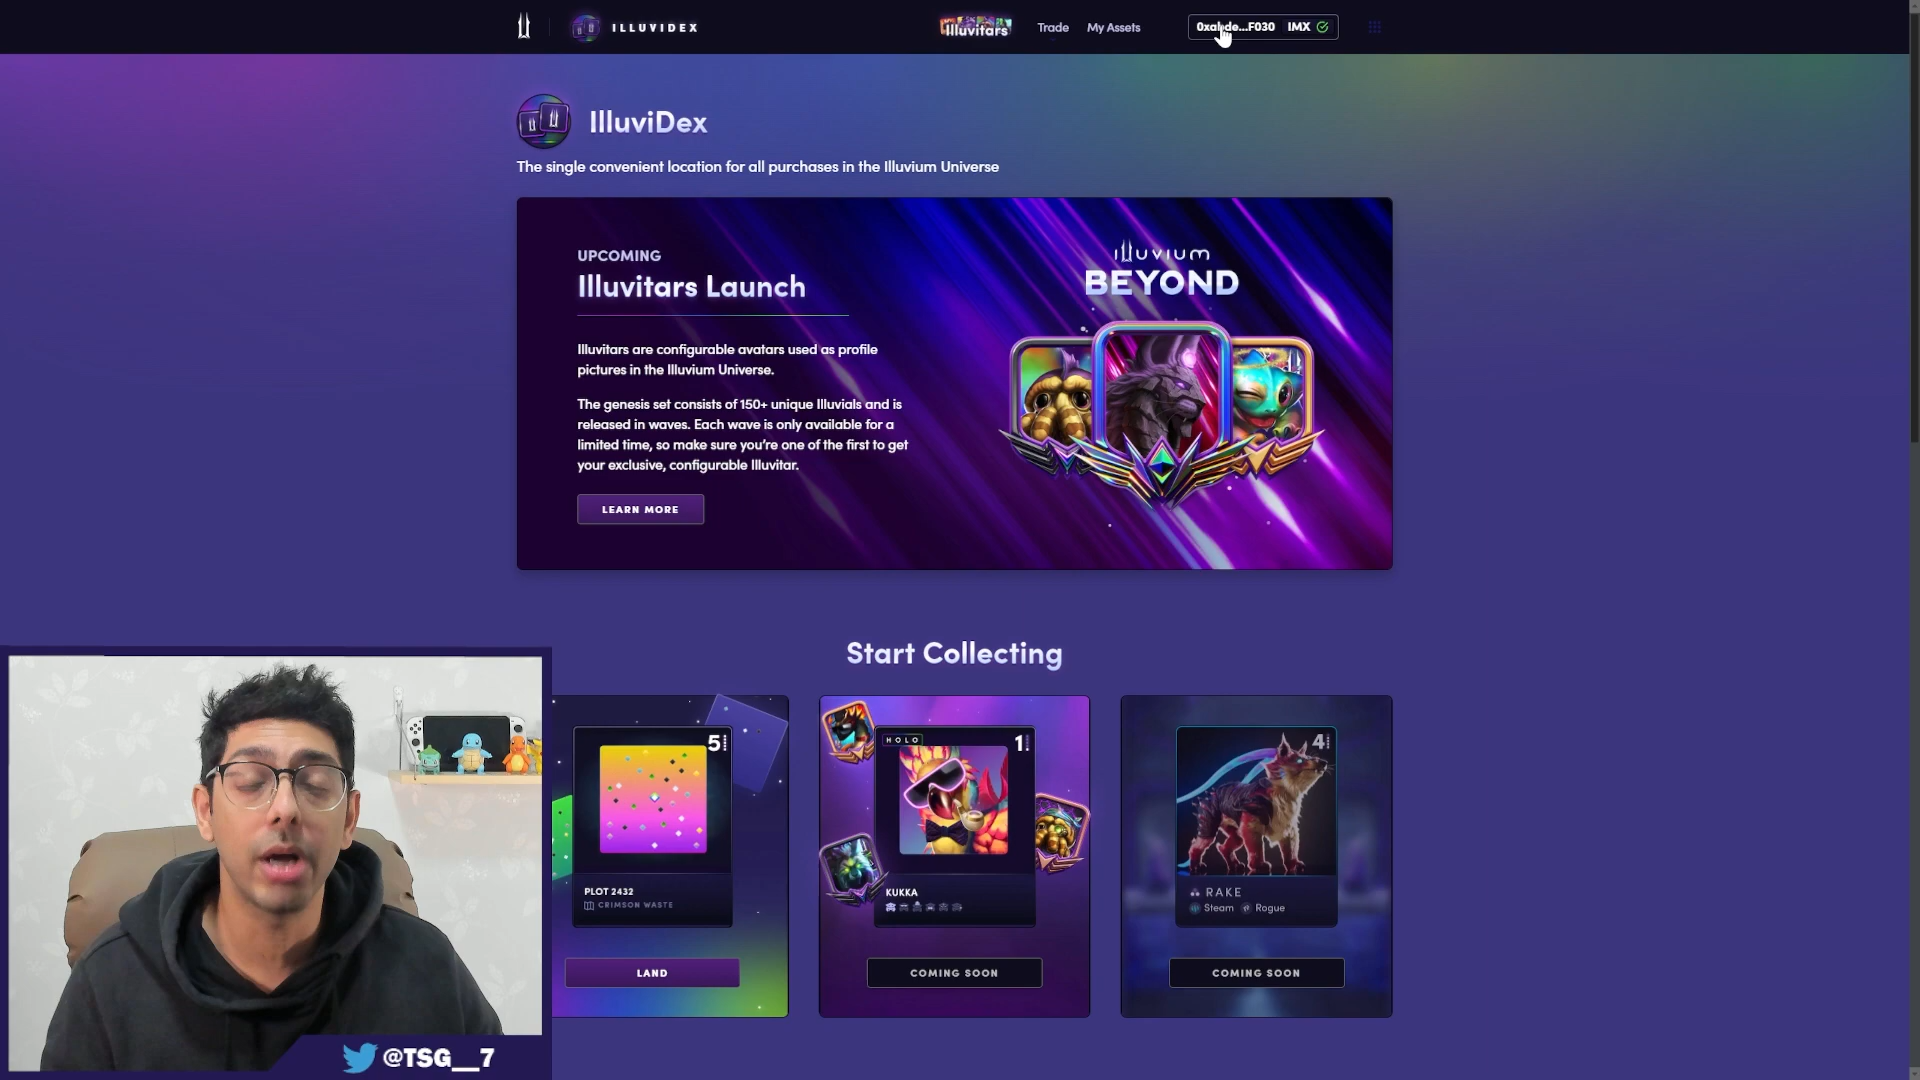 ILLUVIDEX
Illuvitars
Trade
My Assets
IMX
IlluviDex
The single convenient location for all purchases in the Illuvium Universe
UPCOMING
Illuvitars Launch
Illuvitars are configurable avatars used as profile
pictures in the Illuvium Universe.
The genesis set consists of 150+ unique Illuvials and is
released in waves. Each wave is only available for a
limited time, so make sure you're one of the first to get
your exclusive, configurable Illuvitar.
LEARN MORE
ILLUVIUM
BEYOND
Start Collecting
5
PLOT 2432
CRIMSON WASTE
LAND
HOLO
1
KUKKA
COMING SOON
4
RAKE
Steam Rogue
COMING SOON
@TSG__7